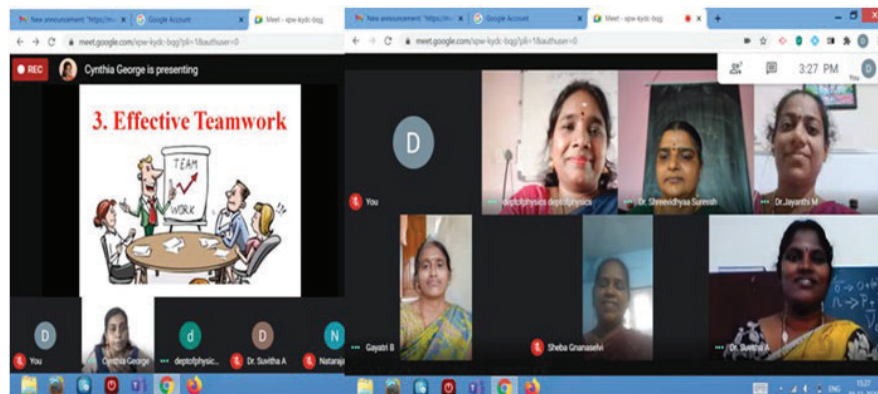 New announcement: "https://m
Google Account
Meet - xpw-kydc-bqg
meet.google.com/xpw-kydc-bqg?pli=1&authuser=0
REC
Cynthia George is presenting
3. Effective Teamwork
TEAM
WORK
D
d
D
N
You
Cynthia George
deptofphysic...
Dr. Suvitha A
Nataraja
New announcement: "https://m
Google Account
Meet - xpw-kydc-bqg
meet.google.com/xpw-kydc-bqg?pli=1&authuser=0
3:27 PM
You
D
D
You
deptofphysics deptofphysics
Dr. Shreevidhyaa Suressh
Dr.Jayanthi M
Gayatri B
Sheba Gnanaselvi
Dr. Suvitha A
ENG
15:27